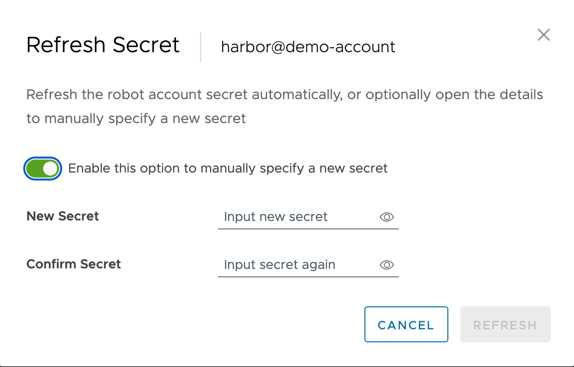 Refresh Secret harbor@demo-account
Refresh the robot account secret automatically, or optionally open the details
to manually specify a new secret
Enable this option to manually specify a new secret
New Secret Input new secret
Confirm Secret Input secret again
CANCEL REFRESH